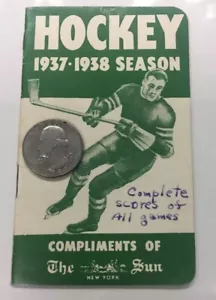 HOCKEY
1937-1938 SEASON
Complete
scores of
All games
COMPLIMENTS OF
The Sun
NEW YORK